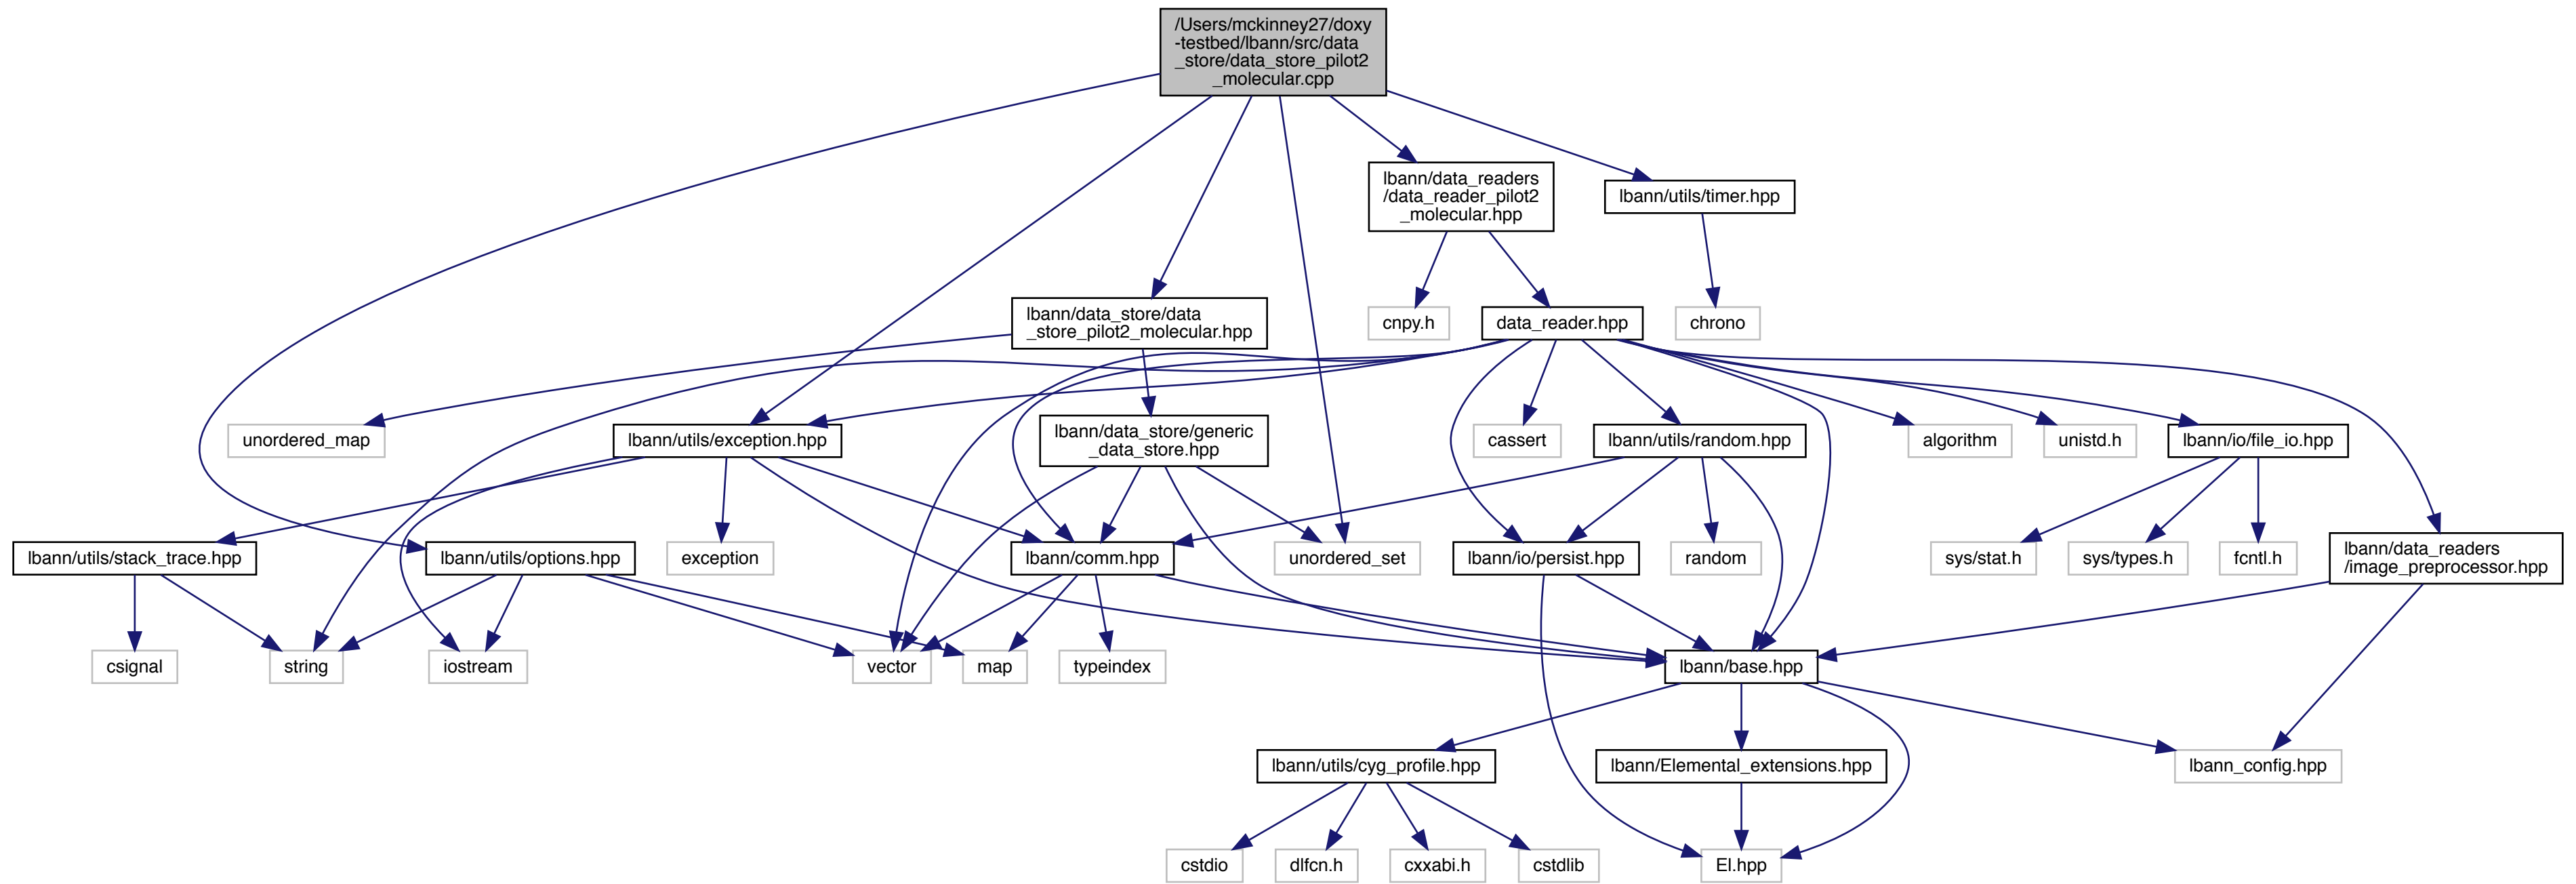 /Users/mckinney27/doxy
-testbed/lbann/src/data
_store/data_store_pilot2
_molecular.cpp
lbann/data_readers
/data_reader_pilot2
_molecular.hpp
lbann/utils/timer.hpp
lbann/data_store/data
_store_pilot2_molecular.hpp
cnpy.h
data_reader.hpp
chrono
unordered_map
lbann/utils/exception.hpp
lbann/data_store/generic
_data_store.hpp
cassert
lbann/utils/random.hpp
algorithm
unistd.h
lbann/io/file_io.hpp
lbann/utils/stack_trace.hpp
lbann/utils/options.hpp
exception
lbann/comm.hpp
unordered_set
lbann/io/persist.hpp
random
sys/stat.h
sys/types.h
fcntl.h
lbann/data_readers
/image_preprocessor.hpp
csignal
string
iostream
vector
map
typeindex
lbann/base.hpp
lbann/utils/cyg_profile.hpp
lbann/Elemental_extensions.hpp
lbann_config.hpp
cstdio
dlfcn.h
cxxabi.h
cstdlib
El.hpp